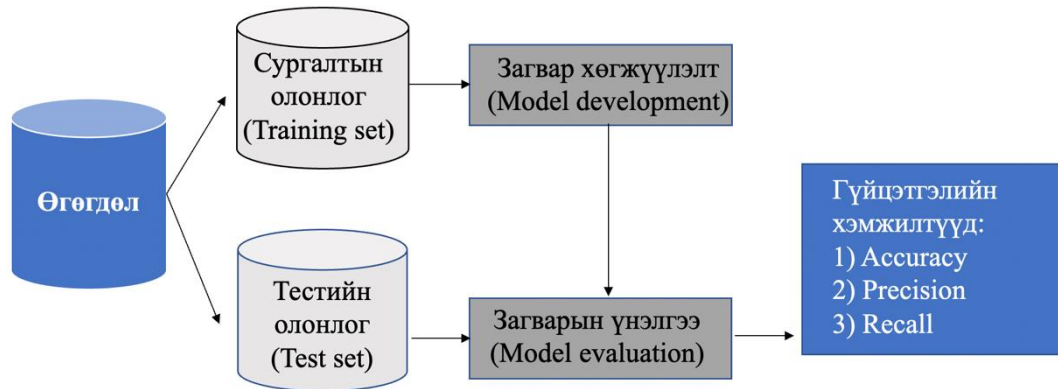 Өгөгдөл
Сургалтын
олонлог
(Training set)
Загвар хөгжүүлэлт
(Model development)
Тестийн
олонлог
(Test set)
Загварын үнэлгээ
(Model evaluation)
Гүйцэтгэлийн
хэмжилтүүд:
1) Accuracy
2) Precision
3) Recall